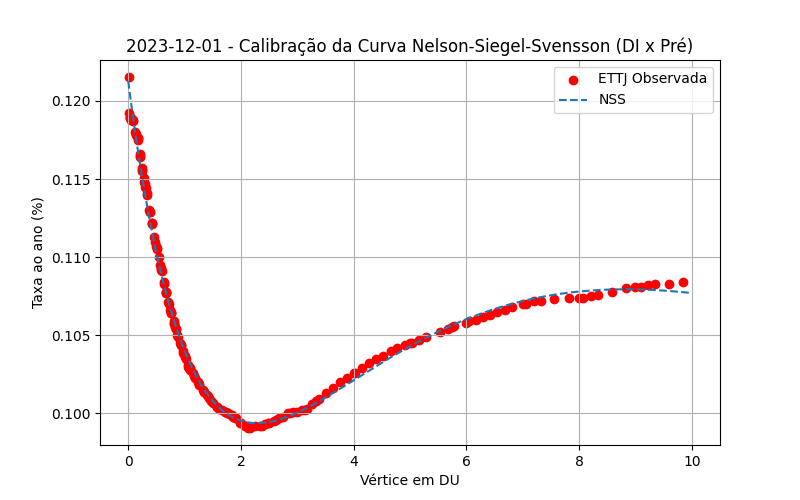 2023-12-01 - Calibração da Curva Nelson-Siegel-Svensson (DI x Pré)
ETTJ Observada
NSS
Taxa ao ano (%)
0.120
0.115
0.110
0.105
0.100
0
2
4
6
8
10
Vértice em DU